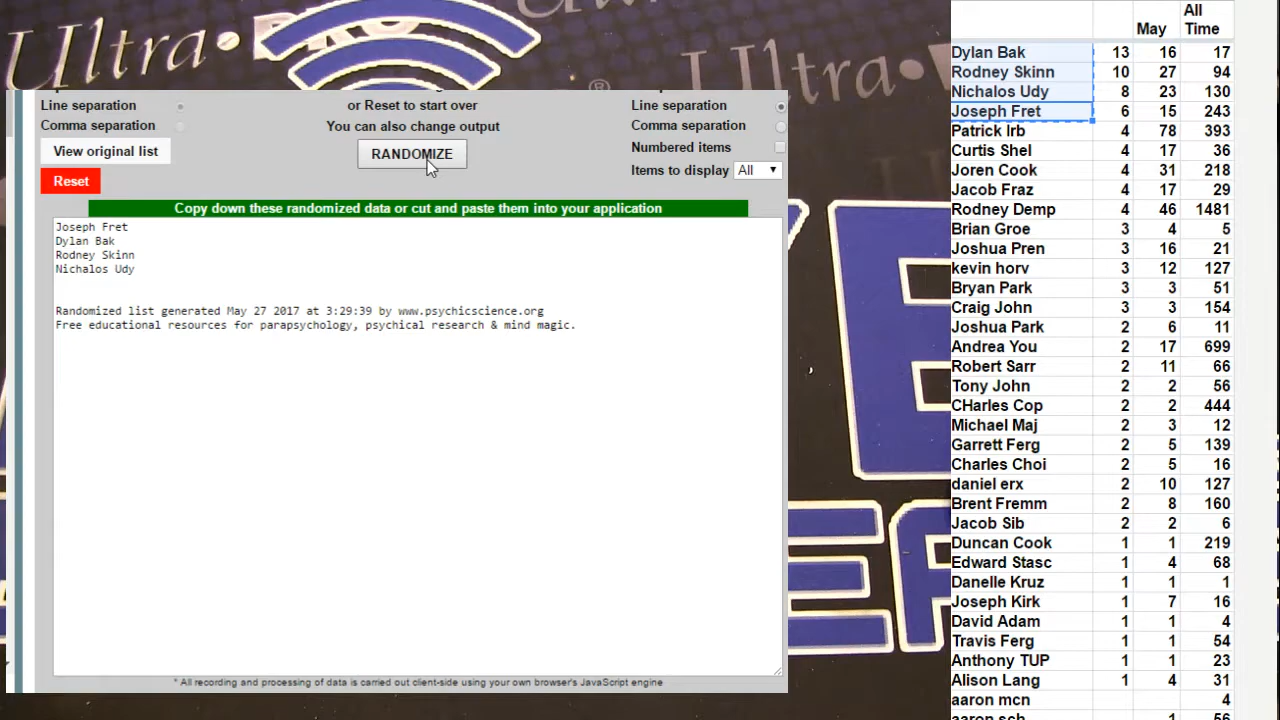 Ultra • PRO
Ultra •
®
Line separation
Comma separation
View original list
Reset
or Reset to start over
You can also change output
RANDOMIZE
Line separation
Comma separation
Numbered items
Items to display All
Copy down these randomized data or cut and paste them into your application
Joseph Fret
Dylan Bak
Rodney Skinn
Nichalos Udy
Randomized list generated May 27 2017 at 3:29:39 by www.psychicscience.org
Free educational resources for parapsychology, psychical research & mind magic.
* All recording and processing of data is carried out client-side using your own browser's JavaScript engine
May All Time
Dylan Bak 13 16 17
Rodney Skinn 10 27 94
Nichalos Udy 8 23 130
Joseph Fret 6 15 243
Patrick Irb 4 78 393
Curtis Shel 4 17 36
Joren Cook 4 31 218
Jacob Fraz 4 17 29
Rodney Demp 4 46 1481
Brian Groe 3 4 5
Joshua Pren 3 16 21
kevin horv 3 12 127
Bryan Park 3 3 51
Craig John 3 3 154
Joshua Park 2 6 11
Andrea You 2 17 699
Robert Sarr 2 11 66
Tony John 2 2 56
CHarles Cop 2 2 444
Michael Maj 2 3 12
Garrett Ferg 2 5 139
Charles Choi 2 5 16
daniel erx 2 10 127
Brent Fremm 2 8 160
Jacob Sib 2 2 6
Duncan Cook 1 1 219
Edward Stasc 1 4 68
Danelle Kruz 1 1 1
Joseph Kirk 1 7 16
David Adam 1 1 4
Travis Ferg 1 1 54
Anthony TUP 1 1 23
Alison Lang 1 4 31
aaron mcn 4
aaron sch 1 56